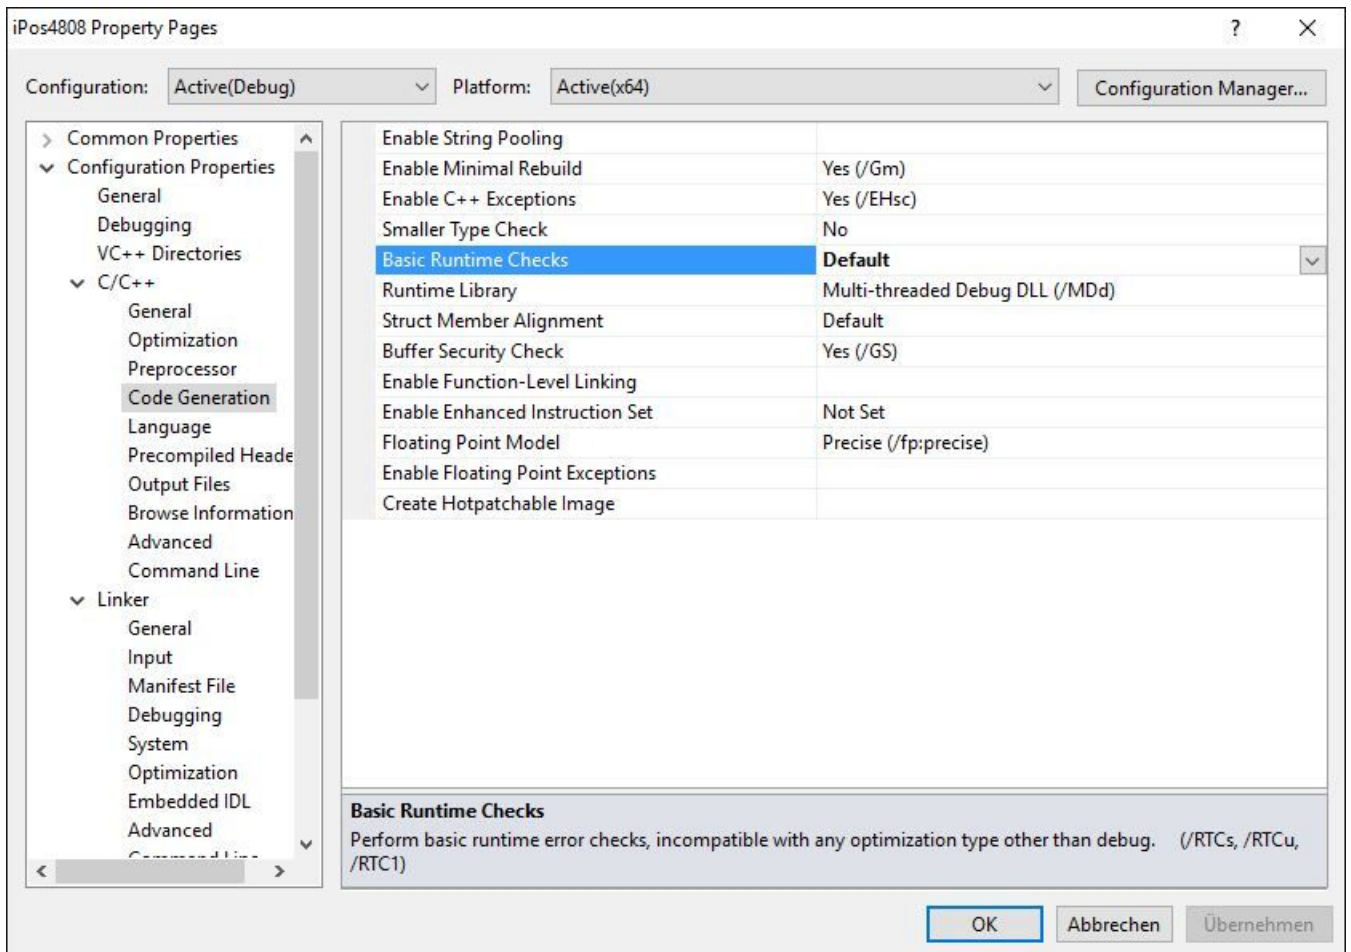 iPos4808 Property Pages
Configuration: Active(Debug) Platform: Active(x64) Configuration Manager...
Common Properties
Configuration Properties
General
Debugging
VC++ Directories
C/C++
General
Optimization
Preprocessor
Code Generation
Language
Precompiled Heade
Output Files
Browse Information
Advanced
Command Line
Linker
General
Input
Manifest File
Debugging
System
Optimization
Embedded IDL
Advanced
Command Line
Enable String Pooling
Enable Minimal Rebuild Yes (/Gm)
Enable C++ Exceptions Yes (/EHsc)
Smaller Type Check No
Basic Runtime Checks Default
Runtime Library Multi-threaded Debug DLL (/MDd)
Struct Member Alignment Default
Buffer Security Check Yes (/GS)
Enable Function-Level Linking
Enable Enhanced Instruction Set Not Set
Floating Point Model Precise (/fp:precise)
Enable Floating Point Exceptions
Create Hotpatchable Image
Basic Runtime Checks
Perform basic runtime error checks, incompatible with any optimization type other than debug. (/RTCs, /RTCu,
/RTC1)
OK Abbrechen Übernehmen